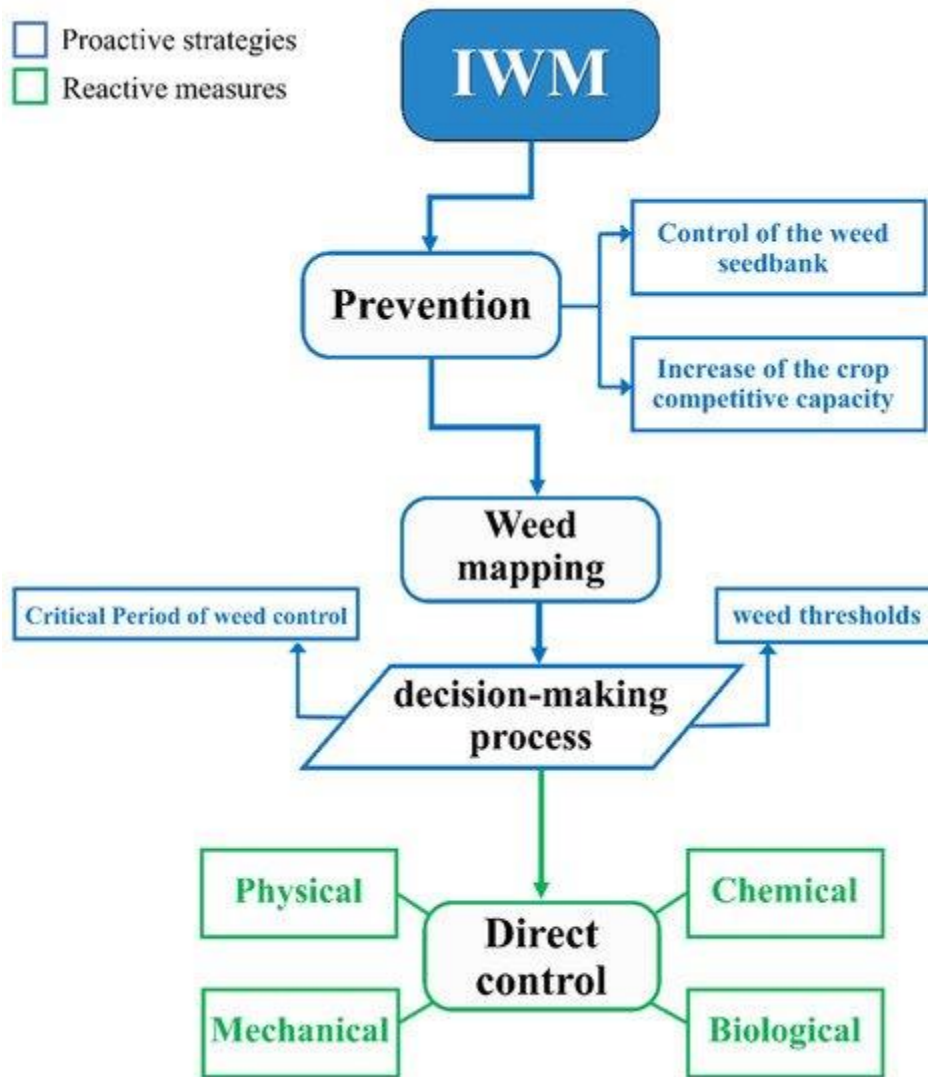 Proactive strategies
Reactive measures
IWM
Prevention
Control of the weed
seedbank
Increase of the crop
competitive capacity
Weed
mapping
Critical Period of weed control
weed thresholds
decision-making
process
Physical
Chemical
Direct
control
Mechanical
Biological